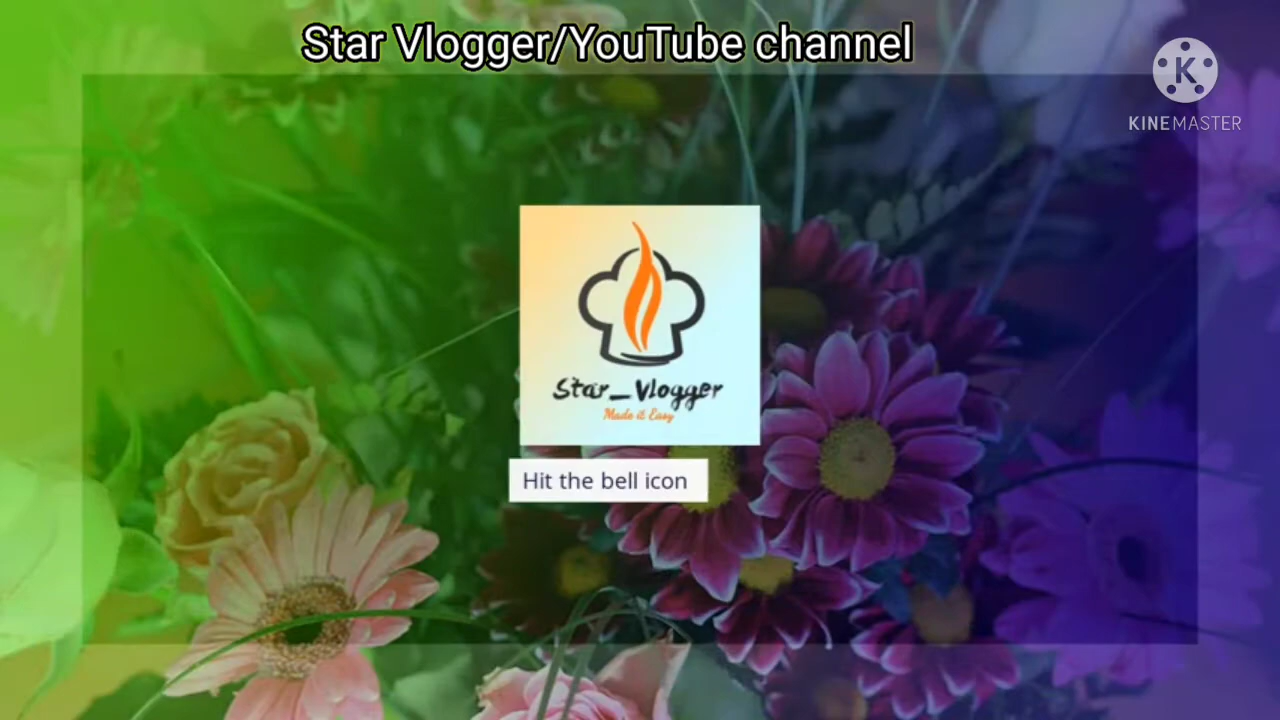 Star Vlogger/YouTube channel
K
KINEMASTER
Star_Vlogger
Made it Easy
Hit the bell icon